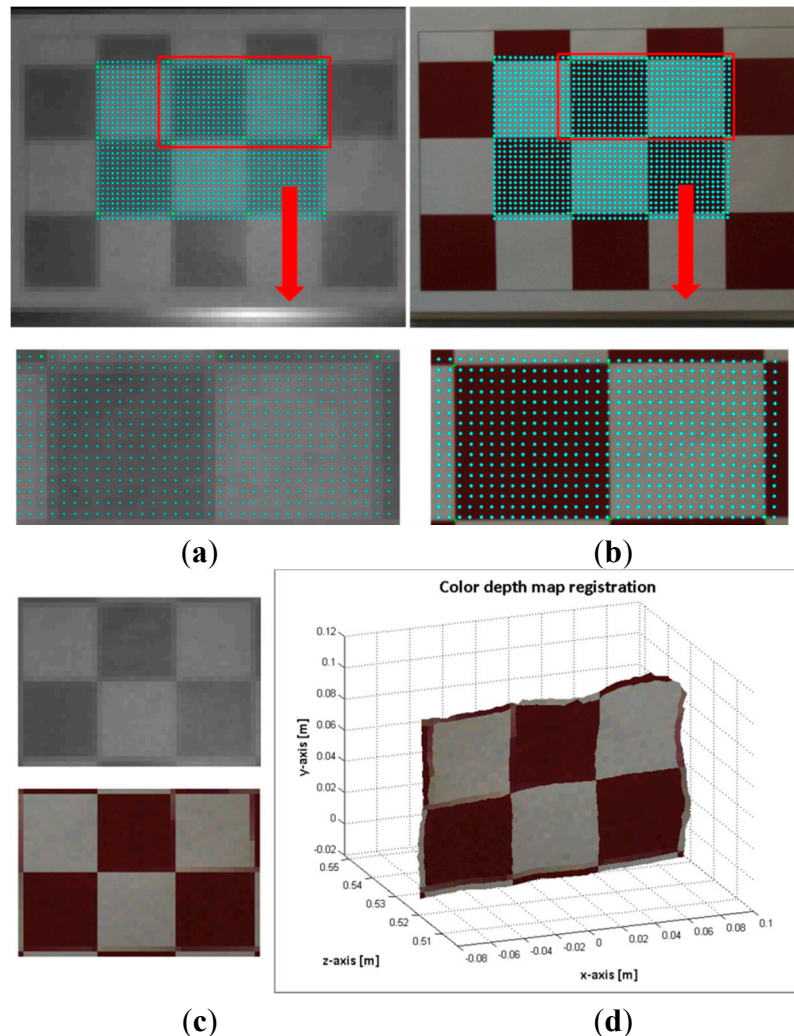 (a)
(b)
Color depth map registration
y-axis [m]
0.12
0.1
0.08
0.06
0.04
0.02
0
-0.02
0.55
0.54
0.53
0.52
0.51
z-axis [m]
-0.08 -0.06 -0.04 -0.02 0 0.02 0.04 0.06 0.08 0.1
x-axis [m]
(c)
(d)